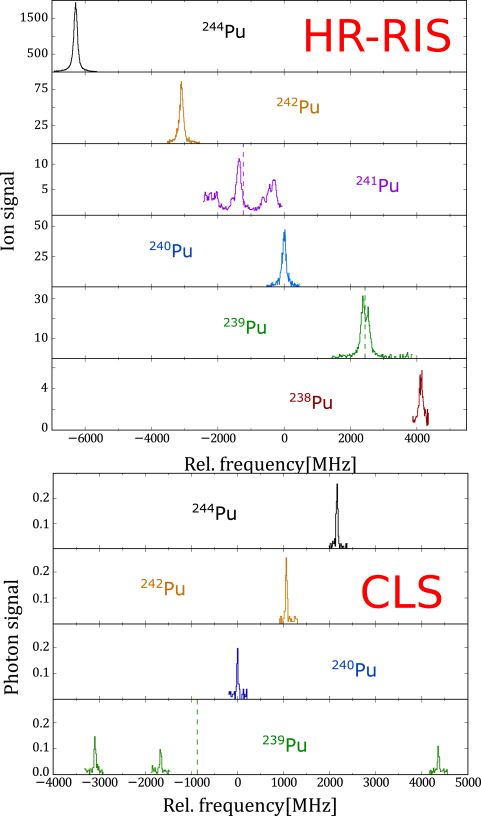 HR-RIS
1500
500
²⁴⁴Pu
75
25
²⁴²Pu
10
5
²⁴¹Pu
50
25
²⁴⁰Pu
30
10
²³⁹Pu
4
2
0
²³⁸Pu
Ion signal
−6000 −4000 −2000 0 2000 4000
Rel. frequency[MHz]
0.2
0.1
²⁴⁴Pu
0.2
0.1
²⁴²Pu
CLS
0.2
0.1
²⁴⁰Pu
0.2
0.1
0.0
²³⁹Pu
Photon signal
−4000 −3000 −2000 −1000 0 1000 2000 3000 4000 5000
Rel. frequency[MHz]